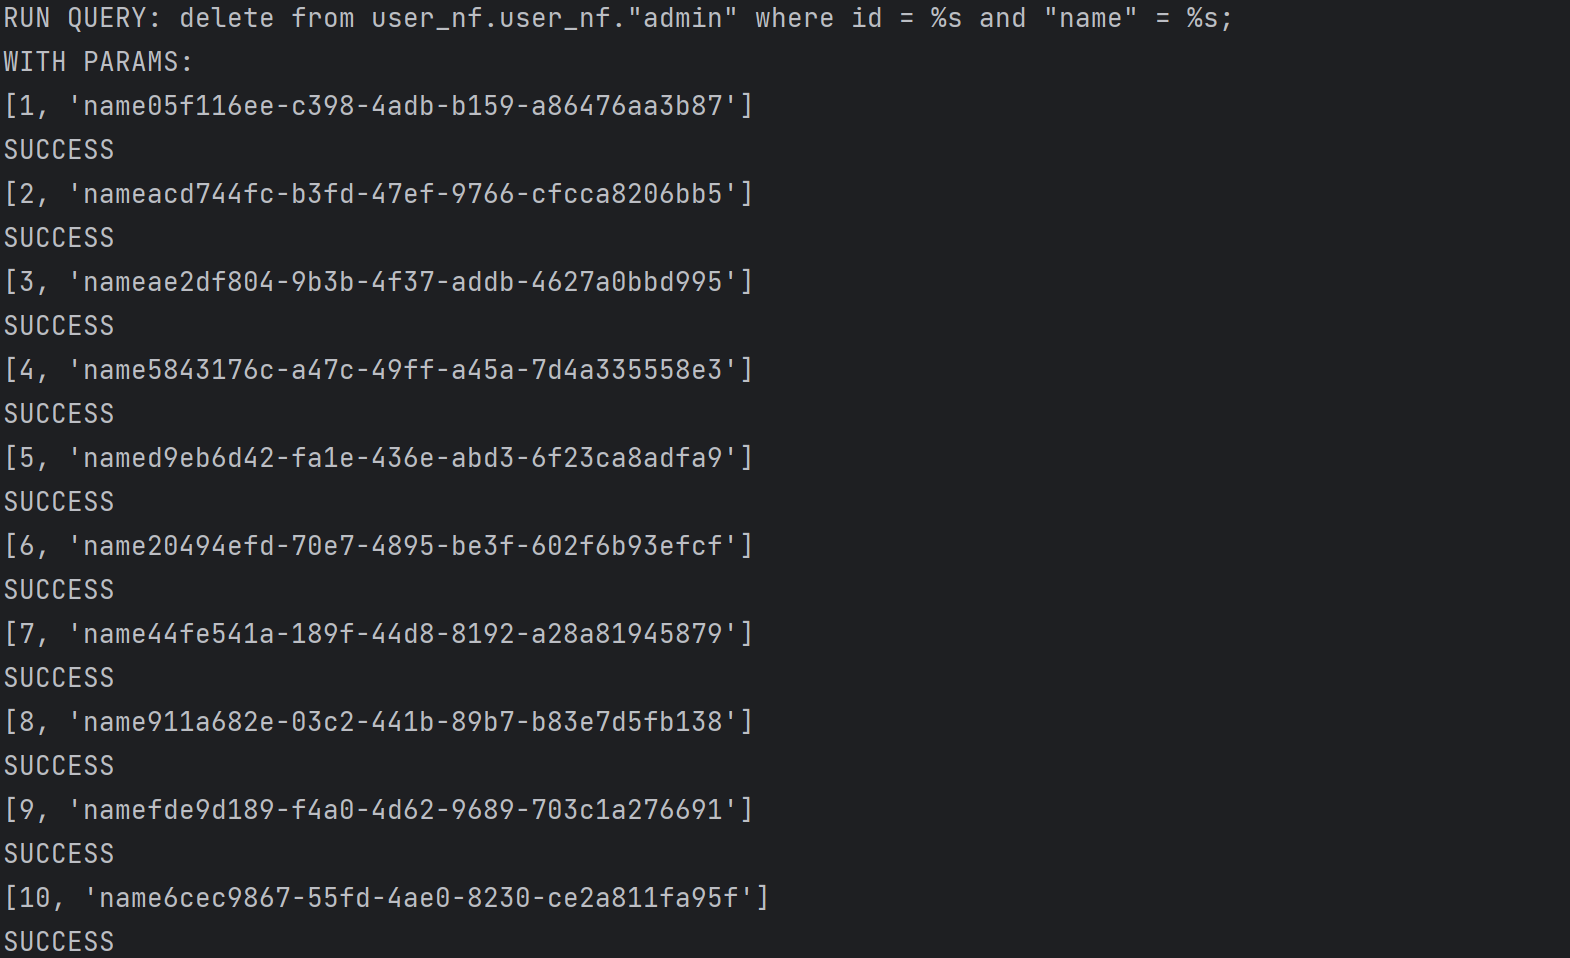 RUN QUERY: delete from user_nf.user_nf."admin" where id = %s and "name" = %s;
WITH PARAMS:
[1, 'name05f116ee-c398-4adb-b159-a86476aa3b87']
SUCCESS
[2, 'nameacd744fc-b3fd-47ef-9766-cfcca8206bb5']
SUCCESS
[3, 'nameae2df804-9b3b-4f37-addb-4627a0bbd995']
SUCCESS
[4, 'name5843176c-a47c-49ff-a45a-7d4a335558e3']
SUCCESS
[5, 'named9eb6d42-fa1e-436e-abd3-6f23ca8adfa9']
SUCCESS
[6, 'name20494efd-70e7-4895-be3f-602f6b93efcf']
SUCCESS
[7, 'name44fe541a-189f-44d8-8192-a28a81945879']
SUCCESS
[8, 'name911a682e-03c2-441b-89b7-b83e7d5fb138']
SUCCESS
[9, 'namefde9d189-f4a0-4d62-9689-703c1a276691']
SUCCESS
[10, 'name6cec9867-55fd-4ae0-8230-ce2a811fa95f']
SUCCESS